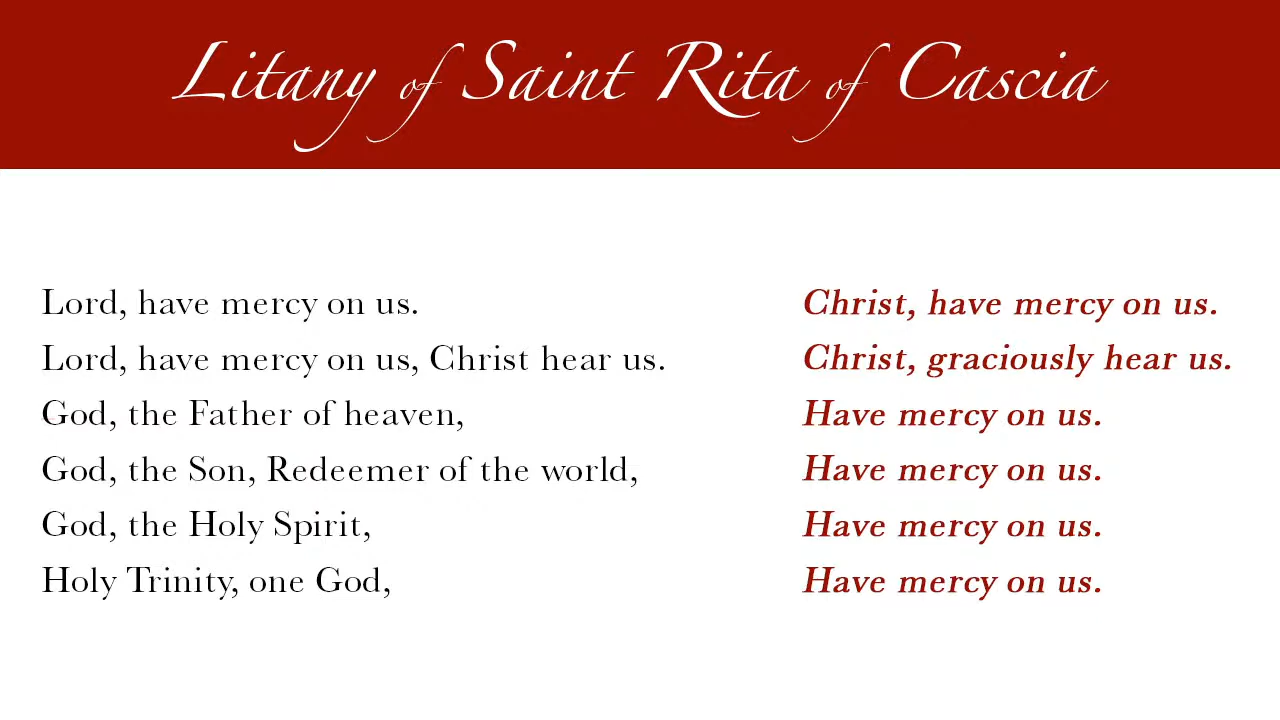 Litany of Saint Rita of Cascia
Lord, have mercy on us. Christ, have mercy on us.
Lord, have mercy on us, Christ hear us. Christ, graciously hear us.
God, the Father of heaven, Have mercy on us.
God, the Son, Redeemer of the world, Have mercy on us.
God, the Holy Spirit, Have mercy on us.
Holy Trinity, one God, Have mercy on us.